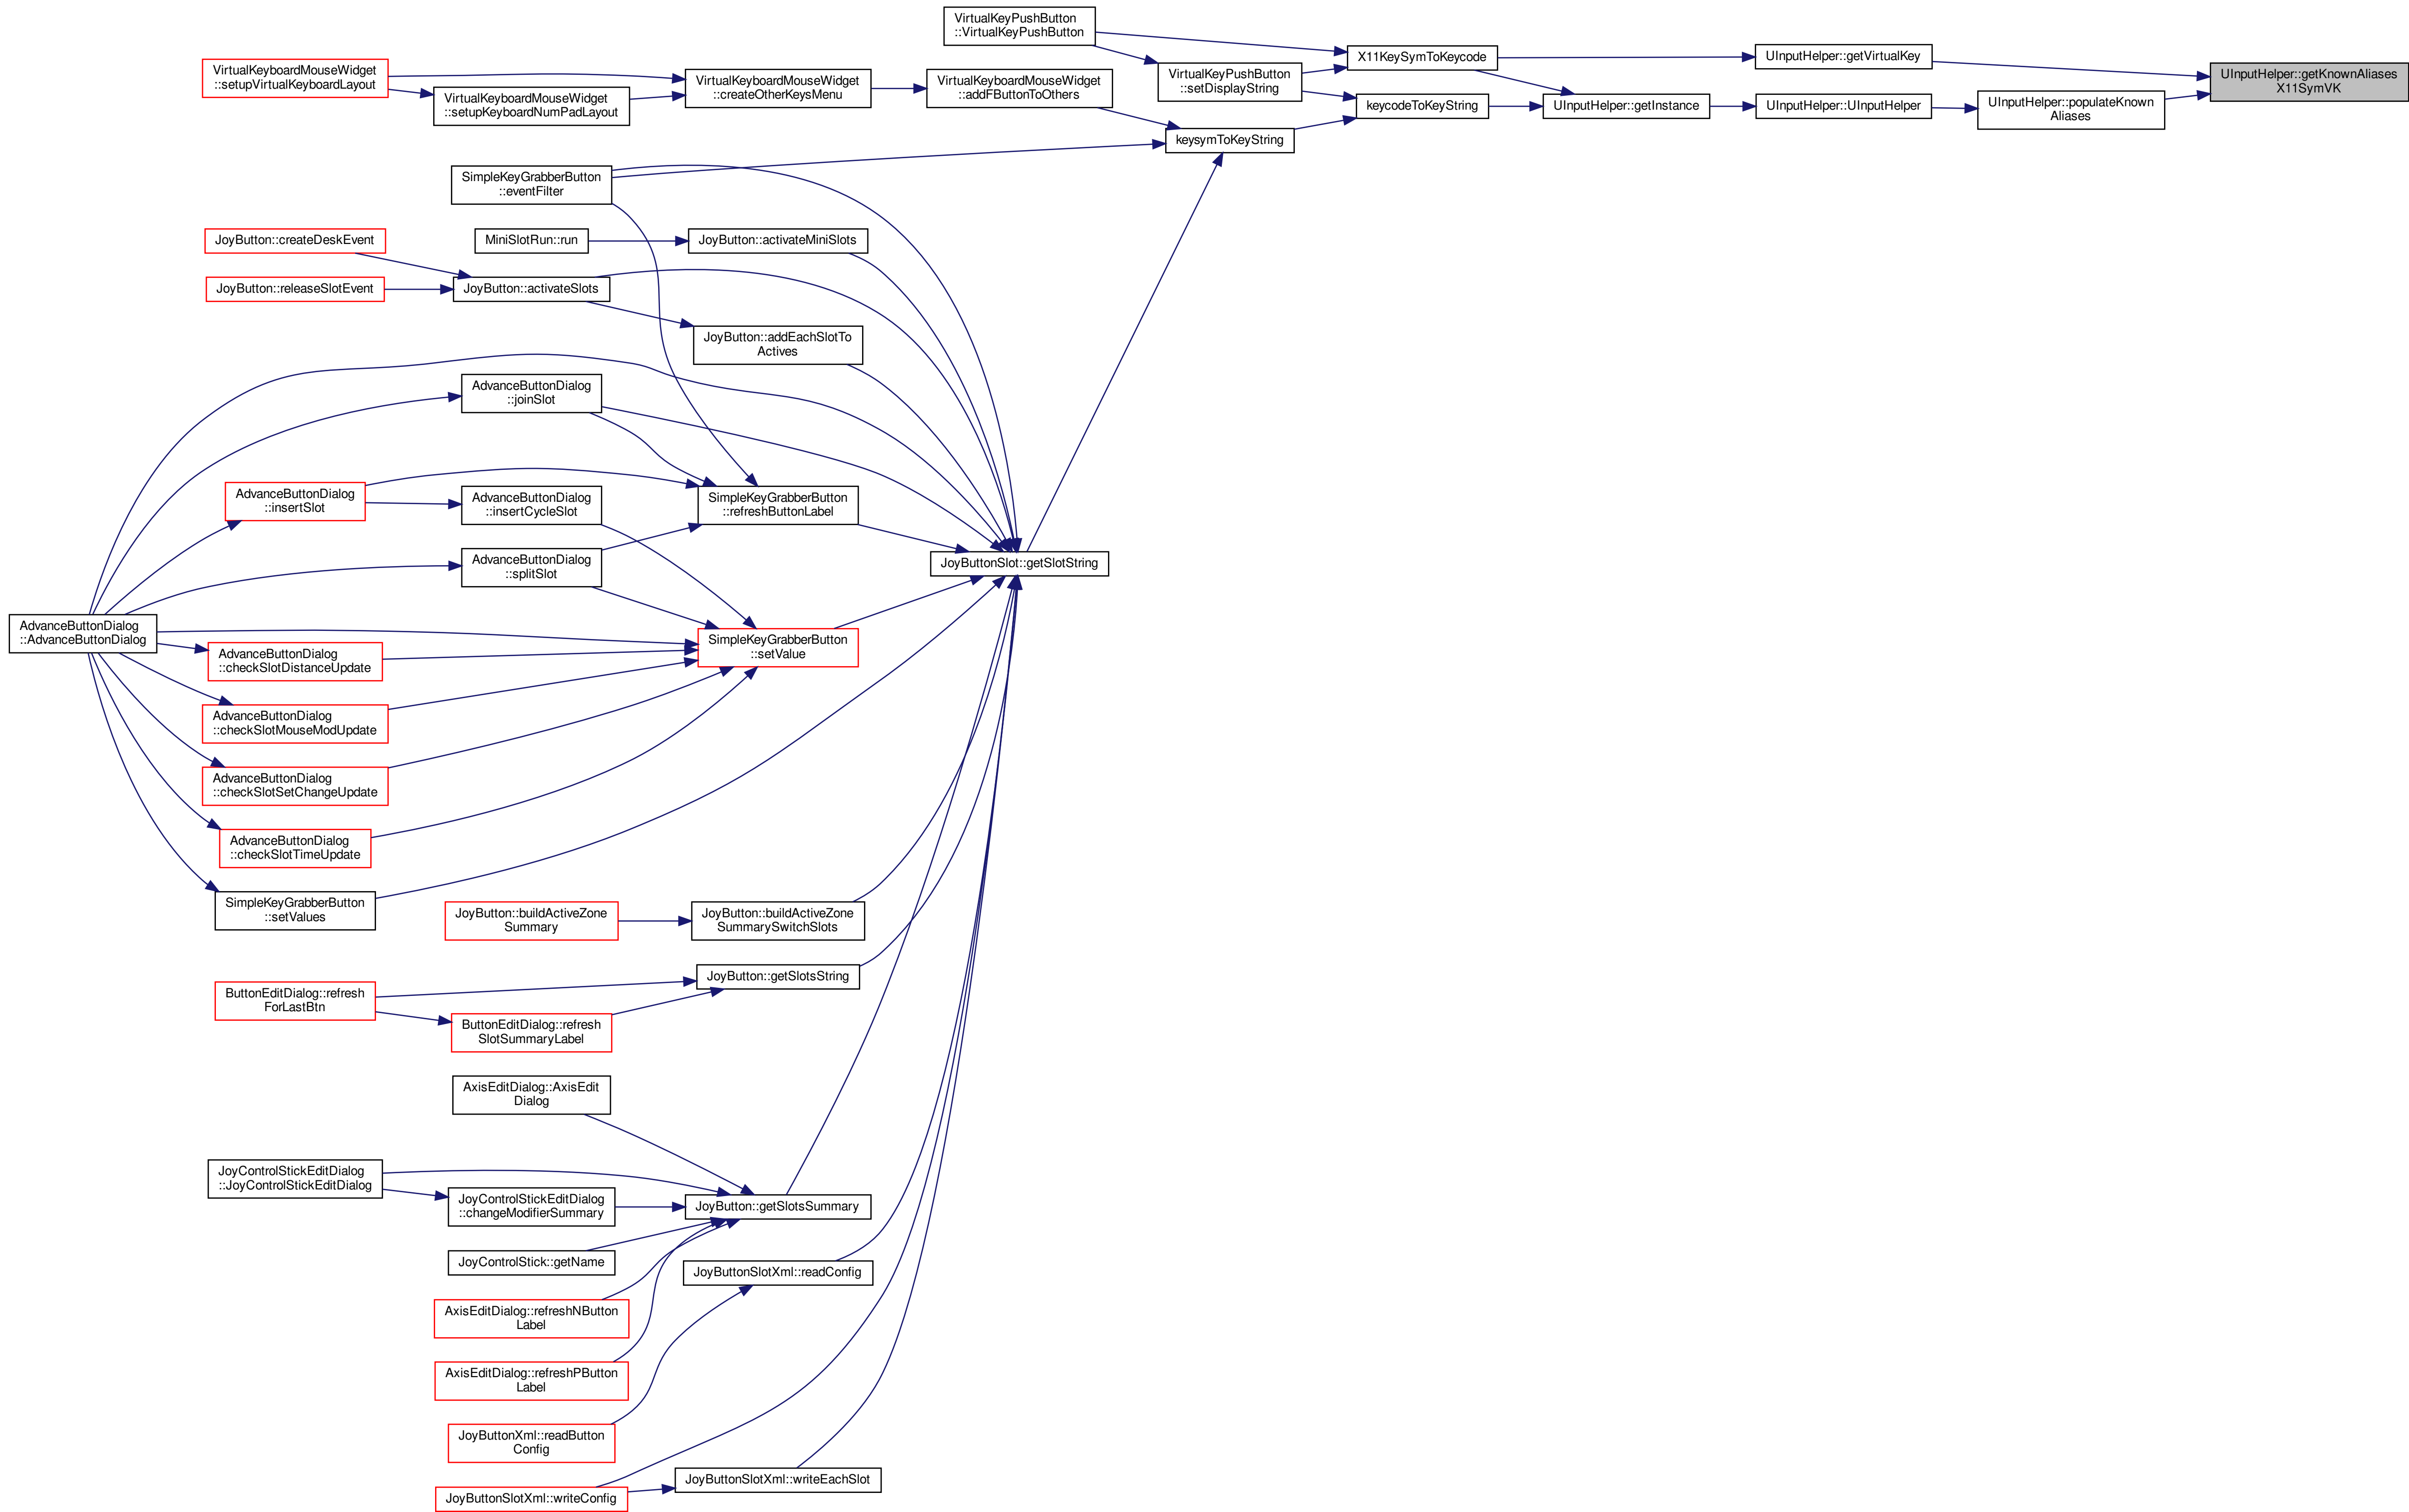 VirtualKeyPushButton
::VirtualKeyPushButton
X11KeySymToKeycode
UInputHelper::getVirtualKey
UInputHelper::getKnownAliases
X11SymVK
VirtualKeyboardMouseWidget
::setupVirtualKeyboardLayout
VirtualKeyboardMouseWidget
::setupKeyboardNumPadLayout
VirtualKeyboardMouseWidget
::createOtherKeysMenu
VirtualKeyboardMouseWidget
::addFButtonToOthers
VirtualKeyPushButton
::setDisplayString
keycodeToKeyString
UInputHelper::getInstance
UInputHelper::UInputHelper
UInputHelper::populateKnown
Aliases
keysymToKeyString
SimpleKeyGrabberButton
::eventFilter
JoyButton::createDeskEvent
MiniSlotRun::run
JoyButton::activateMiniSlots
JoyButton::releaseSlotEvent
JoyButton::activateSlots
JoyButton::addEachSlotTo
Actives
AdvanceButtonDialog
::joinSlot
AdvanceButtonDialog
::insertSlot
AdvanceButtonDialog
::insertCycleSlot
SimpleKeyGrabberButton
::refreshButtonLabel
AdvanceButtonDialog
::splitSlot
JoyButtonSlot::getSlotString
AdvanceButtonDialog
::AdvanceButtonDialog
AdvanceButtonDialog
::checkSlotDistanceUpdate
SimpleKeyGrabberButton
::setValue
AdvanceButtonDialog
::checkSlotMouseModUpdate
AdvanceButtonDialog
::checkSlotSetChangeUpdate
AdvanceButtonDialog
::checkSlotTimeUpdate
SimpleKeyGrabberButton
::setValues
JoyButton::buildActiveZone
Summary
JoyButton::buildActiveZone
SummarySwitchSlots
JoyButton::getSlotsString
ButtonEditDialog::refresh
ForLastBtn
ButtonEditDialog::refresh
SlotSummaryLabel
AxisEditDialog::AxisEdit
Dialog
JoyControlStickEditDialog
::JoyControlStickEditDialog
JoyControlStickEditDialog
::changeModifierSummary
JoyButton::getSlotsSummary
JoyControlStick::getName
JoyButtonSlotXml::readConfig
AxisEditDialog::refreshNButton
Label
AxisEditDialog::refreshPButton
Label
JoyButtonXml::readButton
Config
JoyButtonSlotXml::writeEachSlot
JoyButtonSlotXml::writeConfig